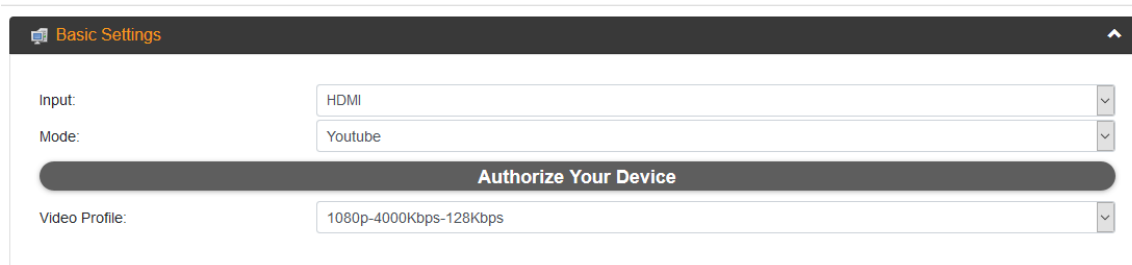 Basic Settings
Input: HDMI
Mode: Youtube
Authorize Your Device
Video Profile: 1080p-4000Kbps-128Kbps